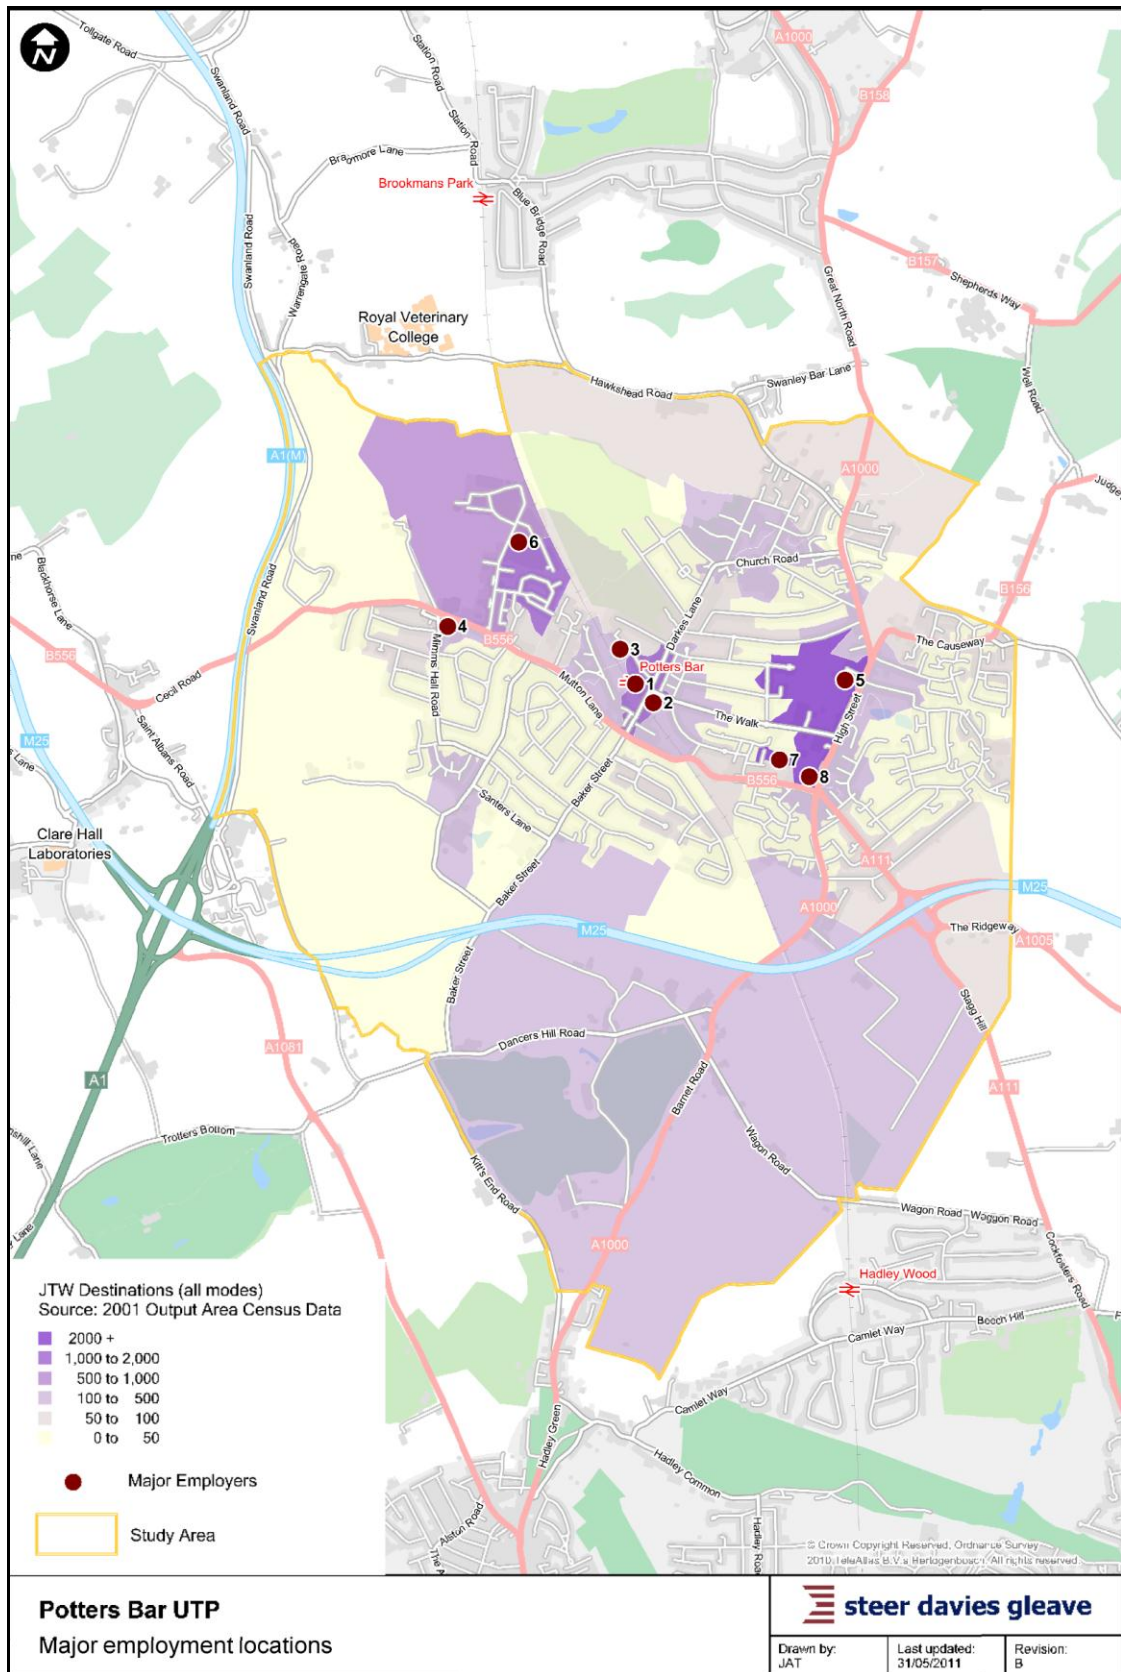 N
Tollgate Road
Swanland Road
Station Road
Station Road
A1000
B158
Bradmore Lane
Brookmans Park
Blue Bridge Road
Swanland Road
Warrengate Road
B157
Shepherds Way
Great North Road
Royal Veterinary
College
Hawkshead Road
Swanley Bar Lane
Well Road
A1(M)
A1000
Blackhorse Lane
Swanland Road
6
Church Road
B156
The Causeway
Darkes Lane
4
B556
3
Potters Bar
1
2
5
B556
Cecil Road
Mimms Hall Road
Mutton Lane
The Walk
High Street
M25
Saint Albans Road
7
8
B556
Baker Street
Santers Lane
Clare Hall
Laboratories
A111
Baker Street
A1000
M25
M25
The Ridgeway
A1005
Baker Street
Stagg Hill
Dancers Hill Road
A1081
A1
A111
Barnet Road
Trotters Bottom
Wagon Road
Kitt's End Road
Wagon Road
Waggon Road
A1000
Cockfosters Road
Hadley Wood
Beech Hill
Camlet Way
JTW Destinations (all modes)
Source: 2001 Output Area Census Data
2000 +
1,000 to 2,000
500 to 1,000
100 to 500
50 to 100
0 to 50
Camlet Way
Hadley Green
Hadley Common
Major Employers
Alston Road
Study Area
© Crown Copyright Reserved, Ordnance Survey
2010 TeleAtlas B.V.s Hertogenbosch. All rights reserved
Potters Bar UTP
Major employment locations
steer davies gleave
Drawn by:
JAT
Last updated:
31/05/2011
Revision:
B